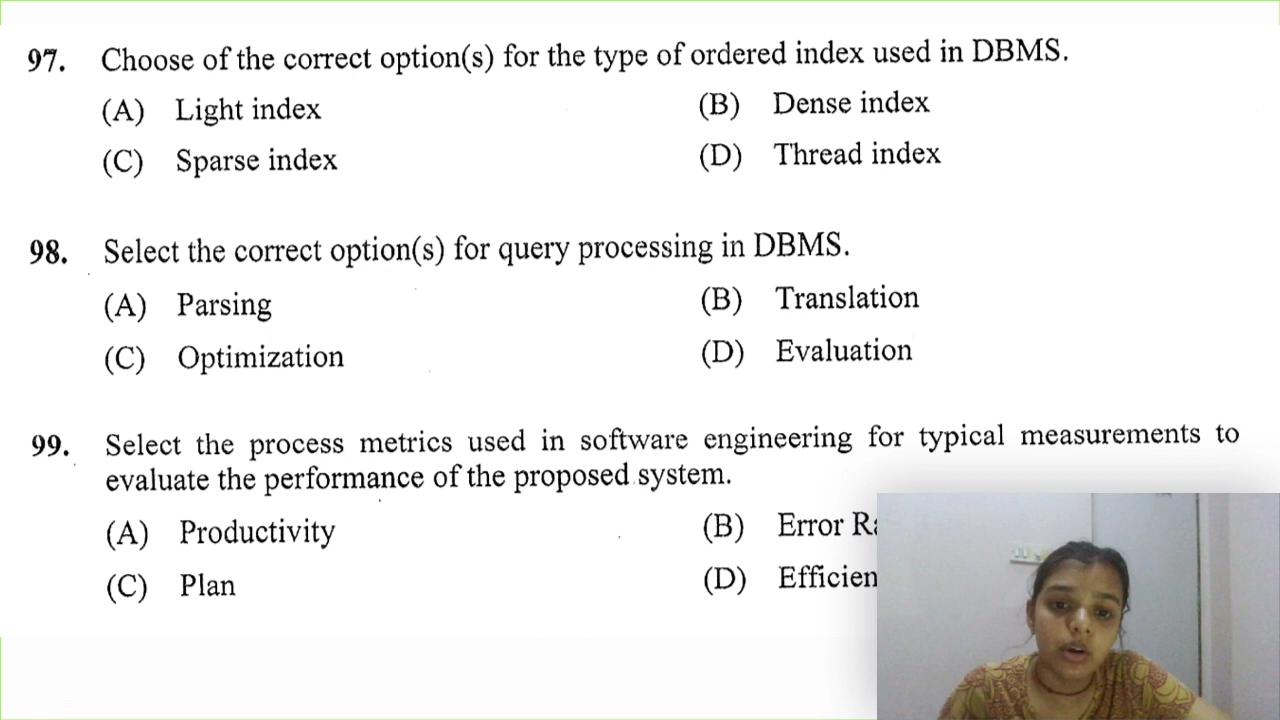 97. Choose of the correct option(s) for the type of ordered index used in DBMS.
(A) Light index (B) Dense index
(C) Sparse index (D) Thread index
98. Select the correct option(s) for query processing in DBMS.
(A) Parsing (B) Translation
(C) Optimization (D) Evaluation
99. Select the process metrics used in software engineering for typical measurements to
evaluate the performance of the proposed system.
(A) Productivity (B) Error
(C) Plan (D)